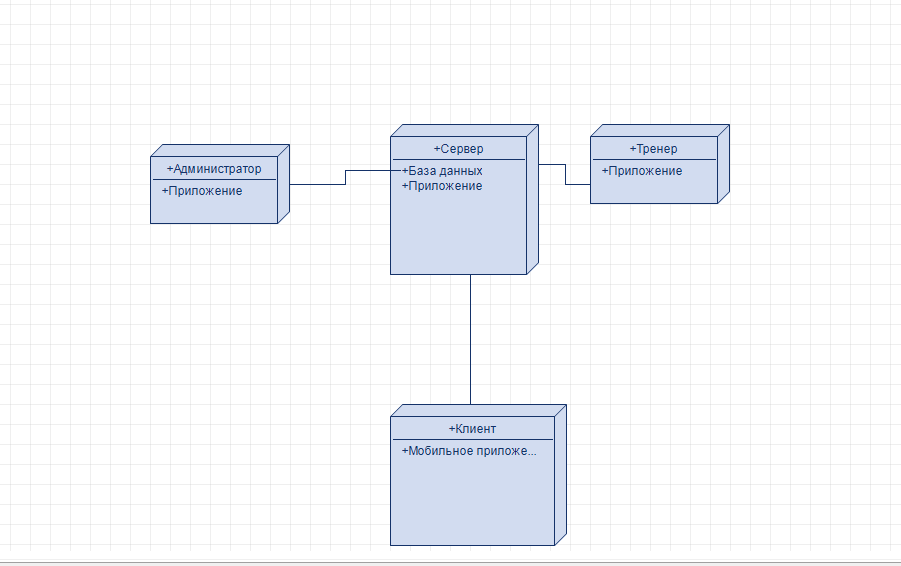 +Администратор
+Приложение
+Сервер
+База данных
+Приложение
+Тренер
+Приложение
+Клиент
+Мобильное приложе...